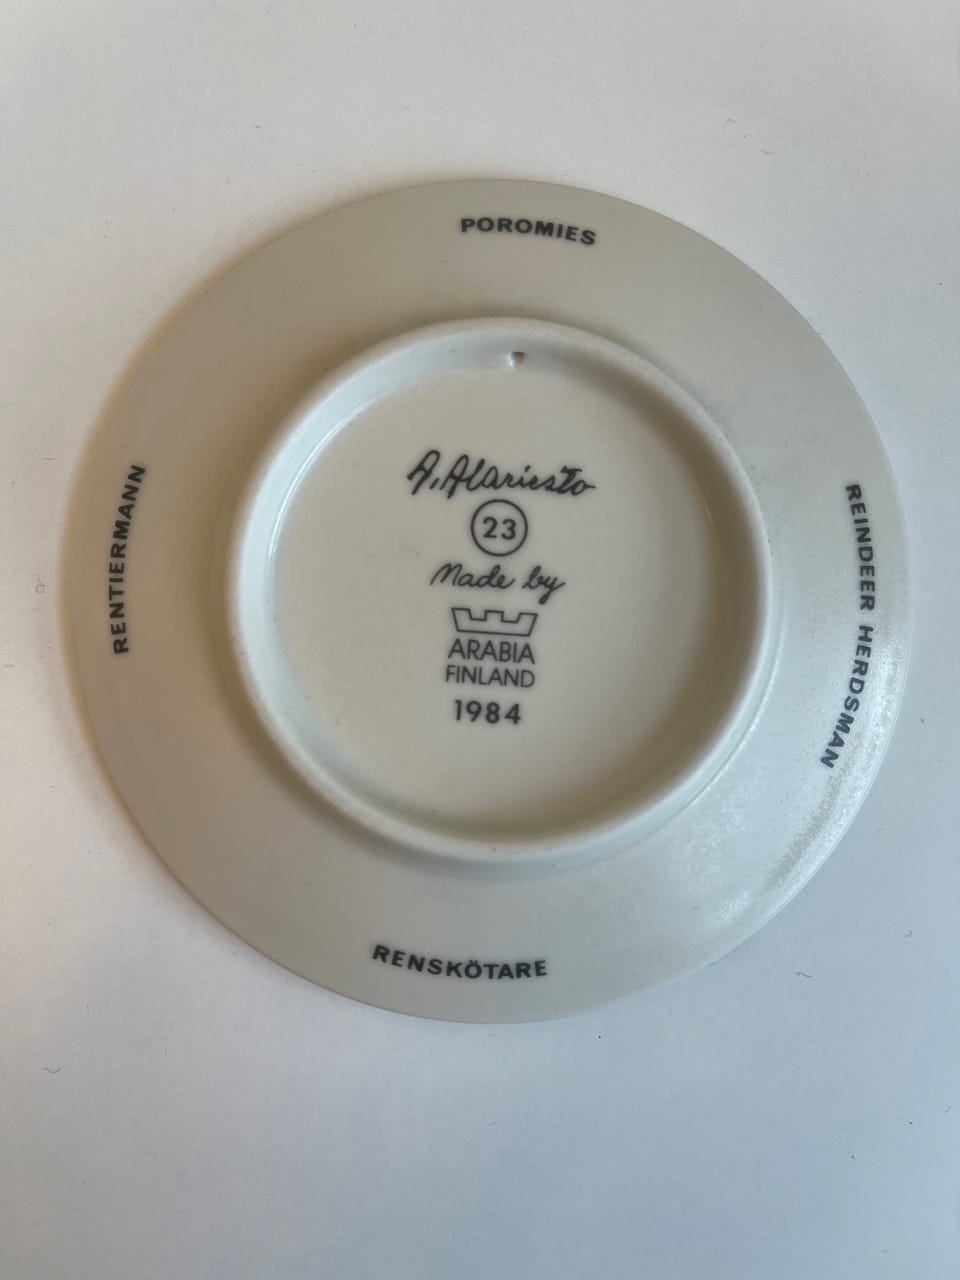 POROMIES
RENTIERMANN
REINDEER HERDSMAN
A. Alariesto
23
Made by
ARABIA
FINLAND
1984
RENSKÖTARE